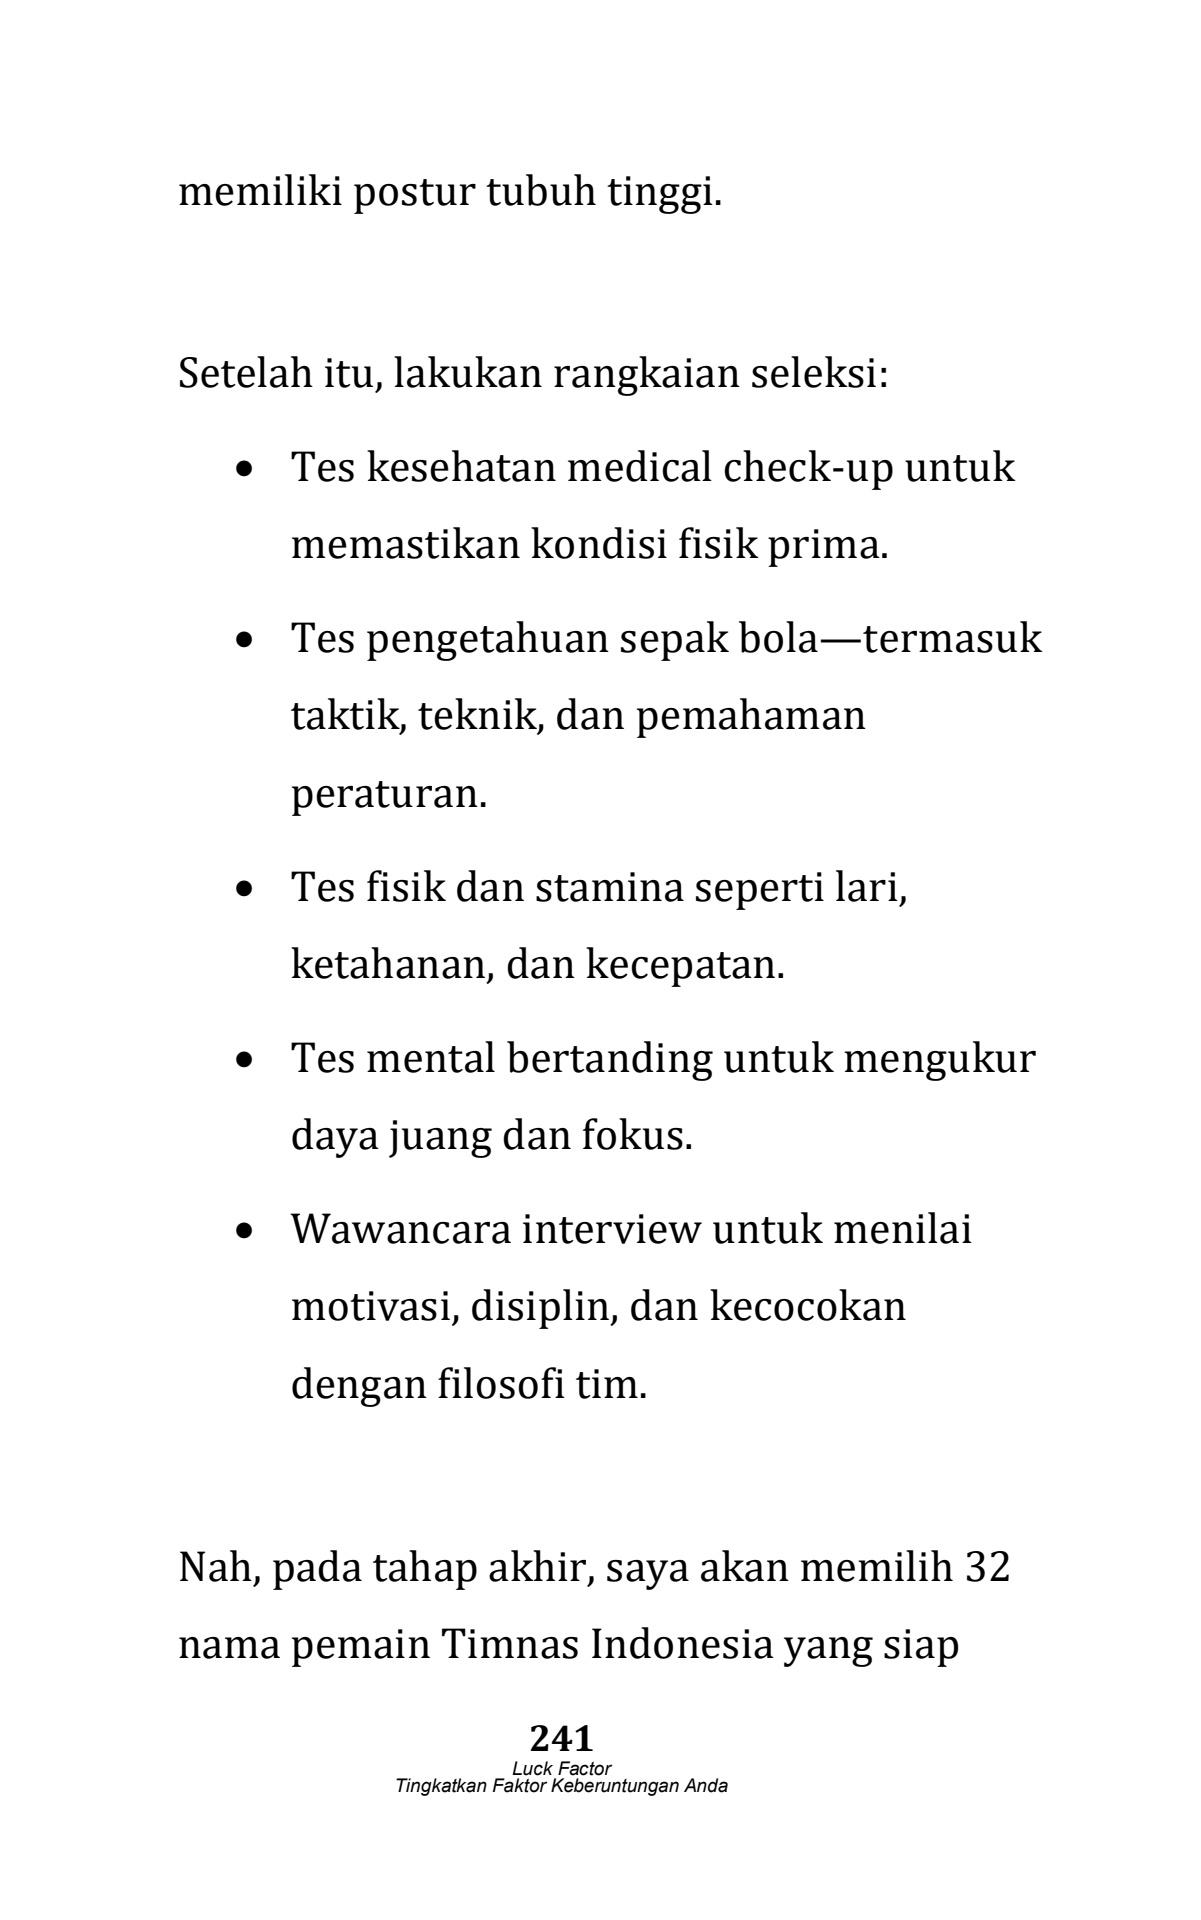 memiliki postur tubuh tinggi.
Setelah itu, lakukan rangkaian seleksi:
• Tes kesehatan medical check-up untuk
memastikan kondisi fisik prima.
• Tes pengetahuan sepak bola—termasuk
taktik, teknik, dan pemahaman
peraturan.
• Tes fisik dan stamina seperti lari,
ketahanan, dan kecepatan.
• Tes mental bertanding untuk mengukur
daya juang dan fokus.
• Wawancara interview untuk menilai
motivasi, disiplin, dan kecocokan
dengan filosofi tim.
Nah, pada tahap akhir, saya akan memilih 32
nama pemain Timnas Indonesia yang siap
241
Luck Factor
Tingkatkan Faktor Keberuntungan Anda